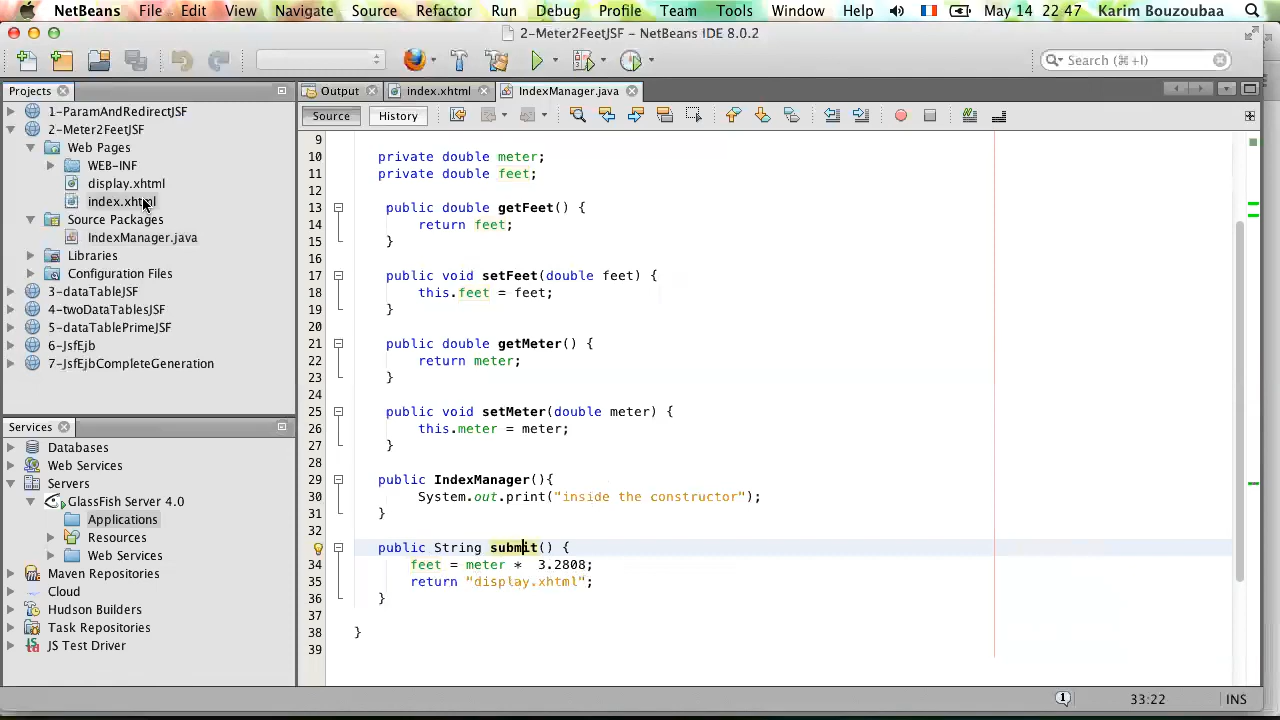 NetBeans File Edit View Navigate Source Refactor Run Debug Profile Team Tools Window Help May 14 22:47 Karim Bouzoubaa
2-Meter2FeetJSF – NetBeans IDE 8.0.2
Search (⌘+I)
Projects
Output index.xhtml IndexManager.java
1-ParamAndRedirectJSF
2-Meter2FeetJSF
Web Pages
WEB-INF
display.xhtml
index.xhtml
Source Packages
IndexManager.java
Libraries
Configuration Files
3-dataTableJSF
4-twoDataTablesJSF
5-dataTablePrimeJSF
6-JsfEjb
7-JsfEjbCompleteGeneration
Services
Databases
Web Services
Servers
GlassFish Server 4.0
Applications
Resources
Web Services
Maven Repositories
Cloud
Hudson Builders
Task Repositories
JS Test Driver
Source History
9
10 private double meter;
11 private double feet;
12
13 public double getFeet() {
14 return feet;
15 }
16
17 public void setFeet(double feet) {
18 this.feet = feet;
19 }
20
21 public double getMeter() {
22 return meter;
23 }
24
25 public void setMeter(double meter) {
26 this.meter = meter;
27 }
28
29 public IndexManager(){
30 System.out.print("inside the constructor");
31 }
32
public String submit() {
34 feet = meter * 3.2808;
35 return "display.xhtml";
36 }
37
38 }
39
1 33:22 INS